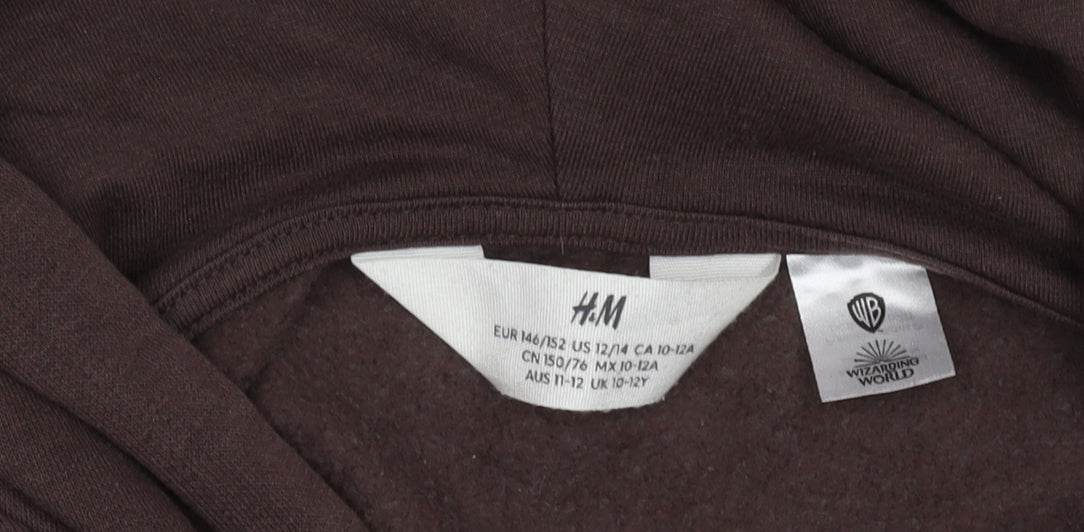 H&M
EUR 146/152 US 12/14 CA 10-12A
CN 150/76 MX 10-12A
AUS 11-12 UK 10-12Y
WB
WIZARDING
WORLD